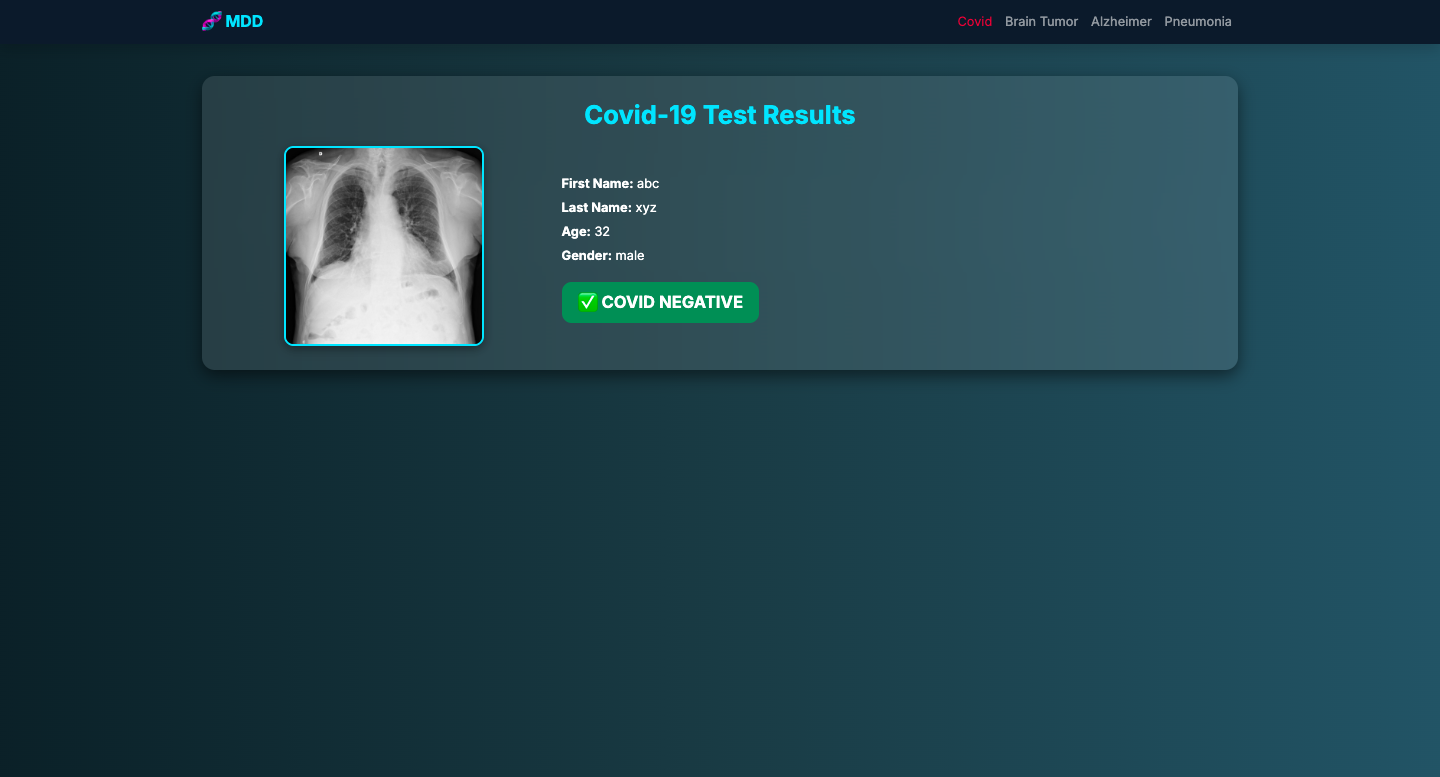 MDD
Covid Brain Tumor Alzheimer Pneumonia
Covid-19 Test Results
First Name: abc
Last Name: xyz
Age: 32
Gender: male
✅ COVID NEGATIVE